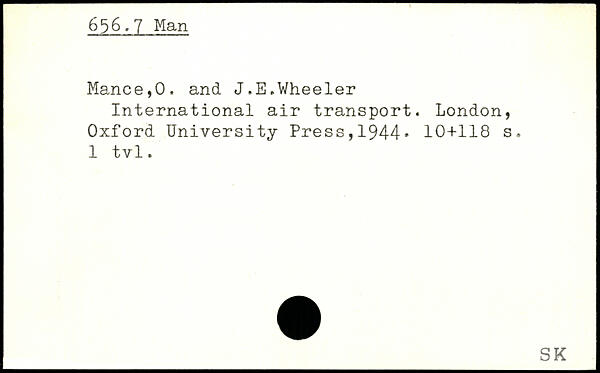 656.7 Man
Mance,O. and J.E.Wheeler
International air transport. London,
Oxford University Press,1944. 10+118 s.
1 tvl.
SK